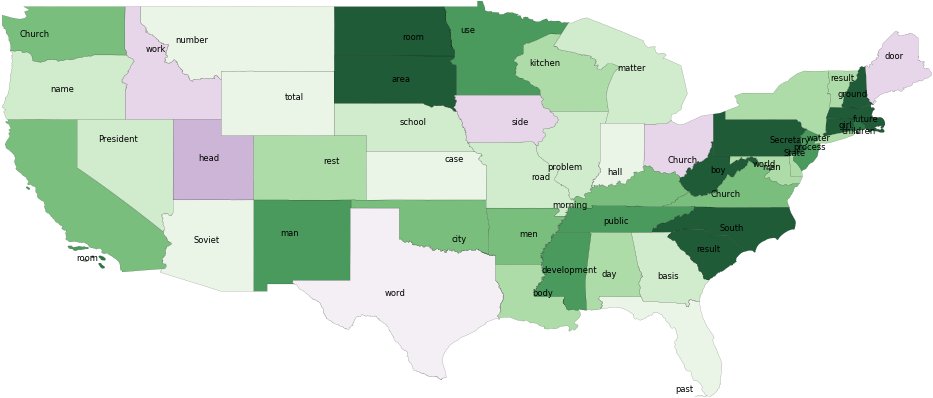 use
Church
room
number
work
door
kitchen
matter
result
area
name
total
ground
school
side
future
girl
children
President
water
Secretary
process
State
head
case
rest
Church
world
man
problem
boy
hall
road
Church
morning
public
South
man
men
Soviet
city
result
development
day
basis
room
word
body
past